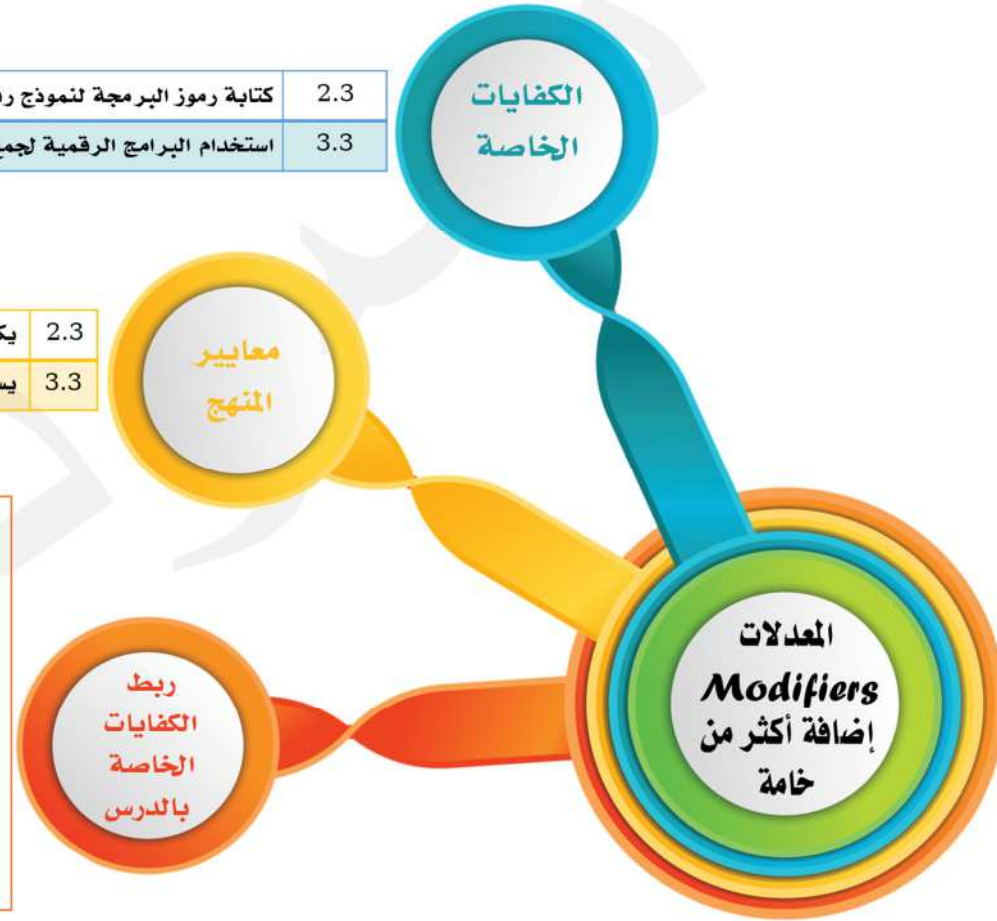 الكفايات
الخاصة
2.3 كتابة رموز البرمجة لنموذج
3.3 استخدام البرامج الرقمية
معايير
المنهج
2.3
3.3
ربط
الكفايات
الخاصة
بالدرس
المعدلات
Modifiers
إضافة أكثر من
خامة